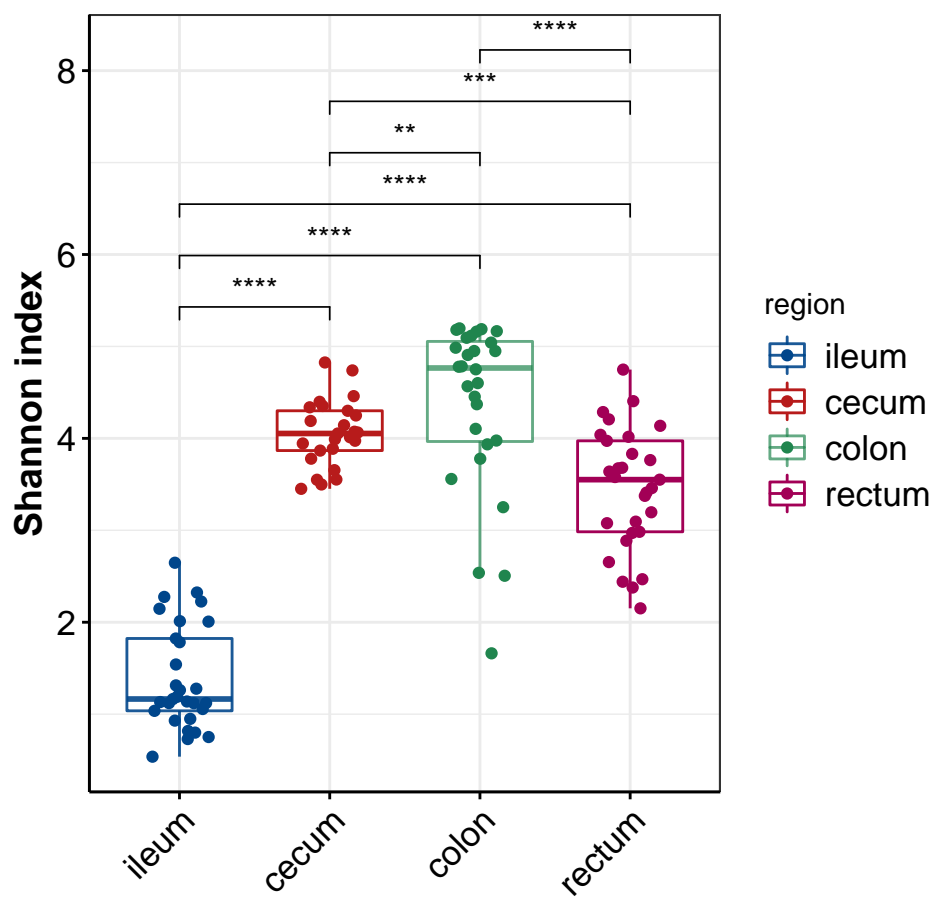 ****
***
**
****
****
****
8
6
4
2
Shannon index
ileum
cecum
colon
rectum
region
ileum
cecum
colon
rectum